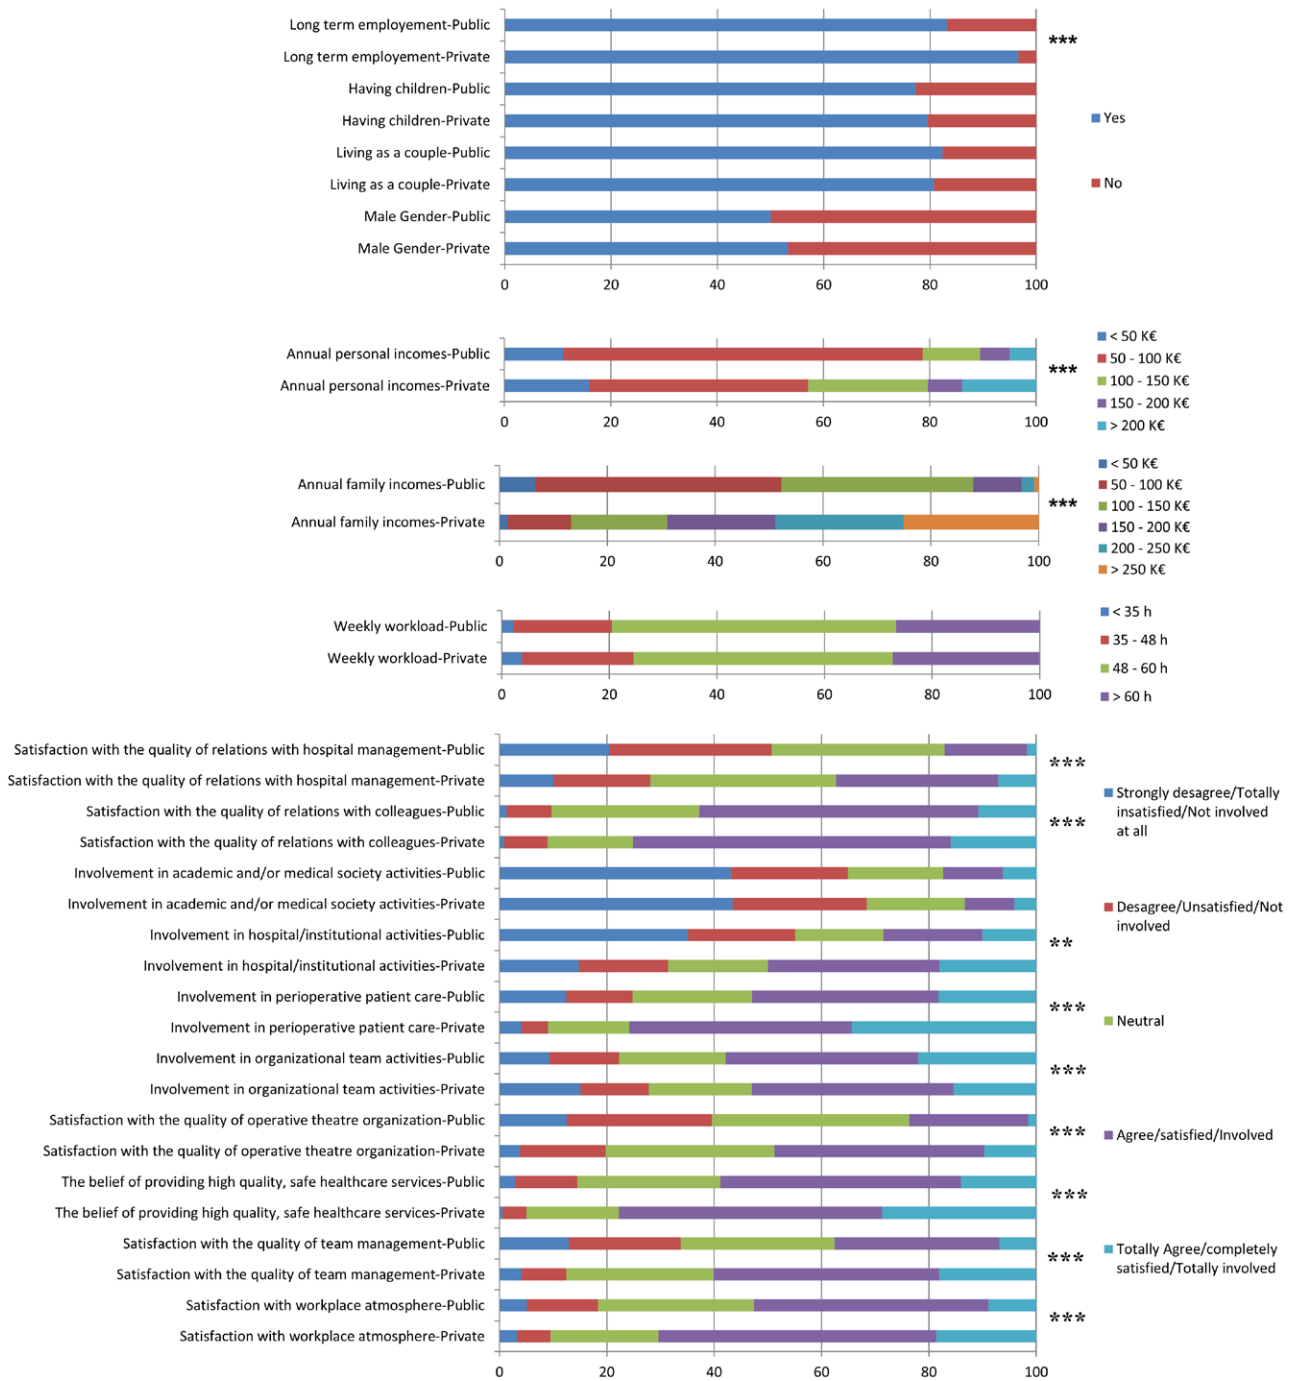 Long term employement-Public
***
Long term employement-Private
Having children-Public
Having children-Private
Yes
Living as a couple-Public
Living as a couple-Private
No
Male Gender-Public
Male Gender-Private
0 20 40 60 80 100
Annual personal incomes-Public
Annual personal incomes-Private
***
< 50 K€
50 - 100 K€
100 - 150 K€
150 - 200 K€
> 200 K€
0 20 40 60 80 100
Annual family incomes-Public
Annual family incomes-Private
***
< 50 K€
50 - 100 K€
100 - 150 K€
150 - 200 K€
200 - 250 K€
> 250 K€
0 20 40 60 80 100
Weekly workload-Public
Weekly workload-Private
< 35 h
35 - 48 h
48 - 60 h
> 60 h
0 20 40 60 80 100
Satisfaction with the quality of relations with hospital management-Public
***
Satisfaction with the quality of relations with hospital management-Private
Satisfaction with the quality of relations with colleagues-Public
***
Satisfaction with the quality of relations with colleagues-Private
Involvement in academic and/or medical society activities-Public
Involvement in academic and/or medical society activities-Private
Involvement in hospital/institutional activities-Public
**
Involvement in hospital/institutional activities-Private
Involvement in perioperative patient care-Public
***
Involvement in perioperative patient care-Private
Involvement in organizational team activities-Public
***
Involvement in organizational team activities-Private
Satisfaction with the quality of operative theatre organization-Public
***
Satisfaction with the quality of operative theatre organization-Private
The belief of providing high quality, safe healthcare services-Public
***
The belief of providing high quality, safe healthcare services-Private
Satisfaction with the quality of team management-Public
***
Satisfaction with the quality of team management-Private
Satisfaction with workplace atmosphere-Public
***
Satisfaction with workplace atmosphere-Private
0 20 40 60 80 100
Strongly desagree/Totally
insatisfied/Not involved
at all
Desagree/Unsatisfied/Not
involved
Neutral
Agree/satisfied/Involved
Totally Agree/completely
satisfied/Totally involved